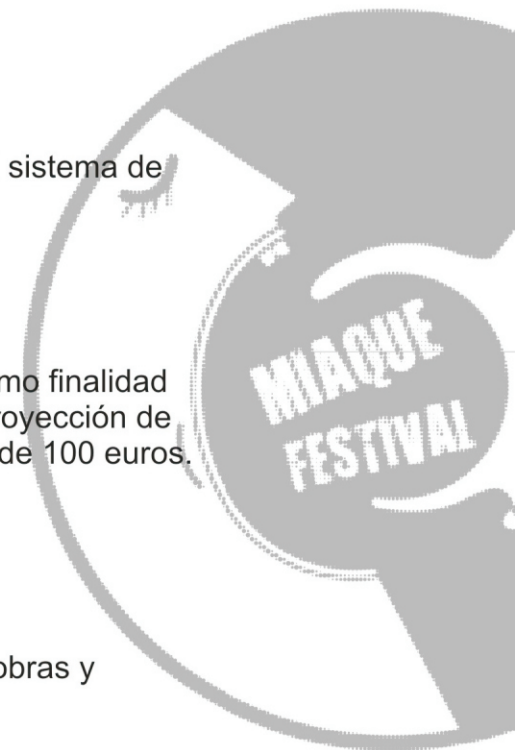 sistema de
mo finalidad
royección de
de 100 euros.
MIAQUE
FESTIVAL
obras y